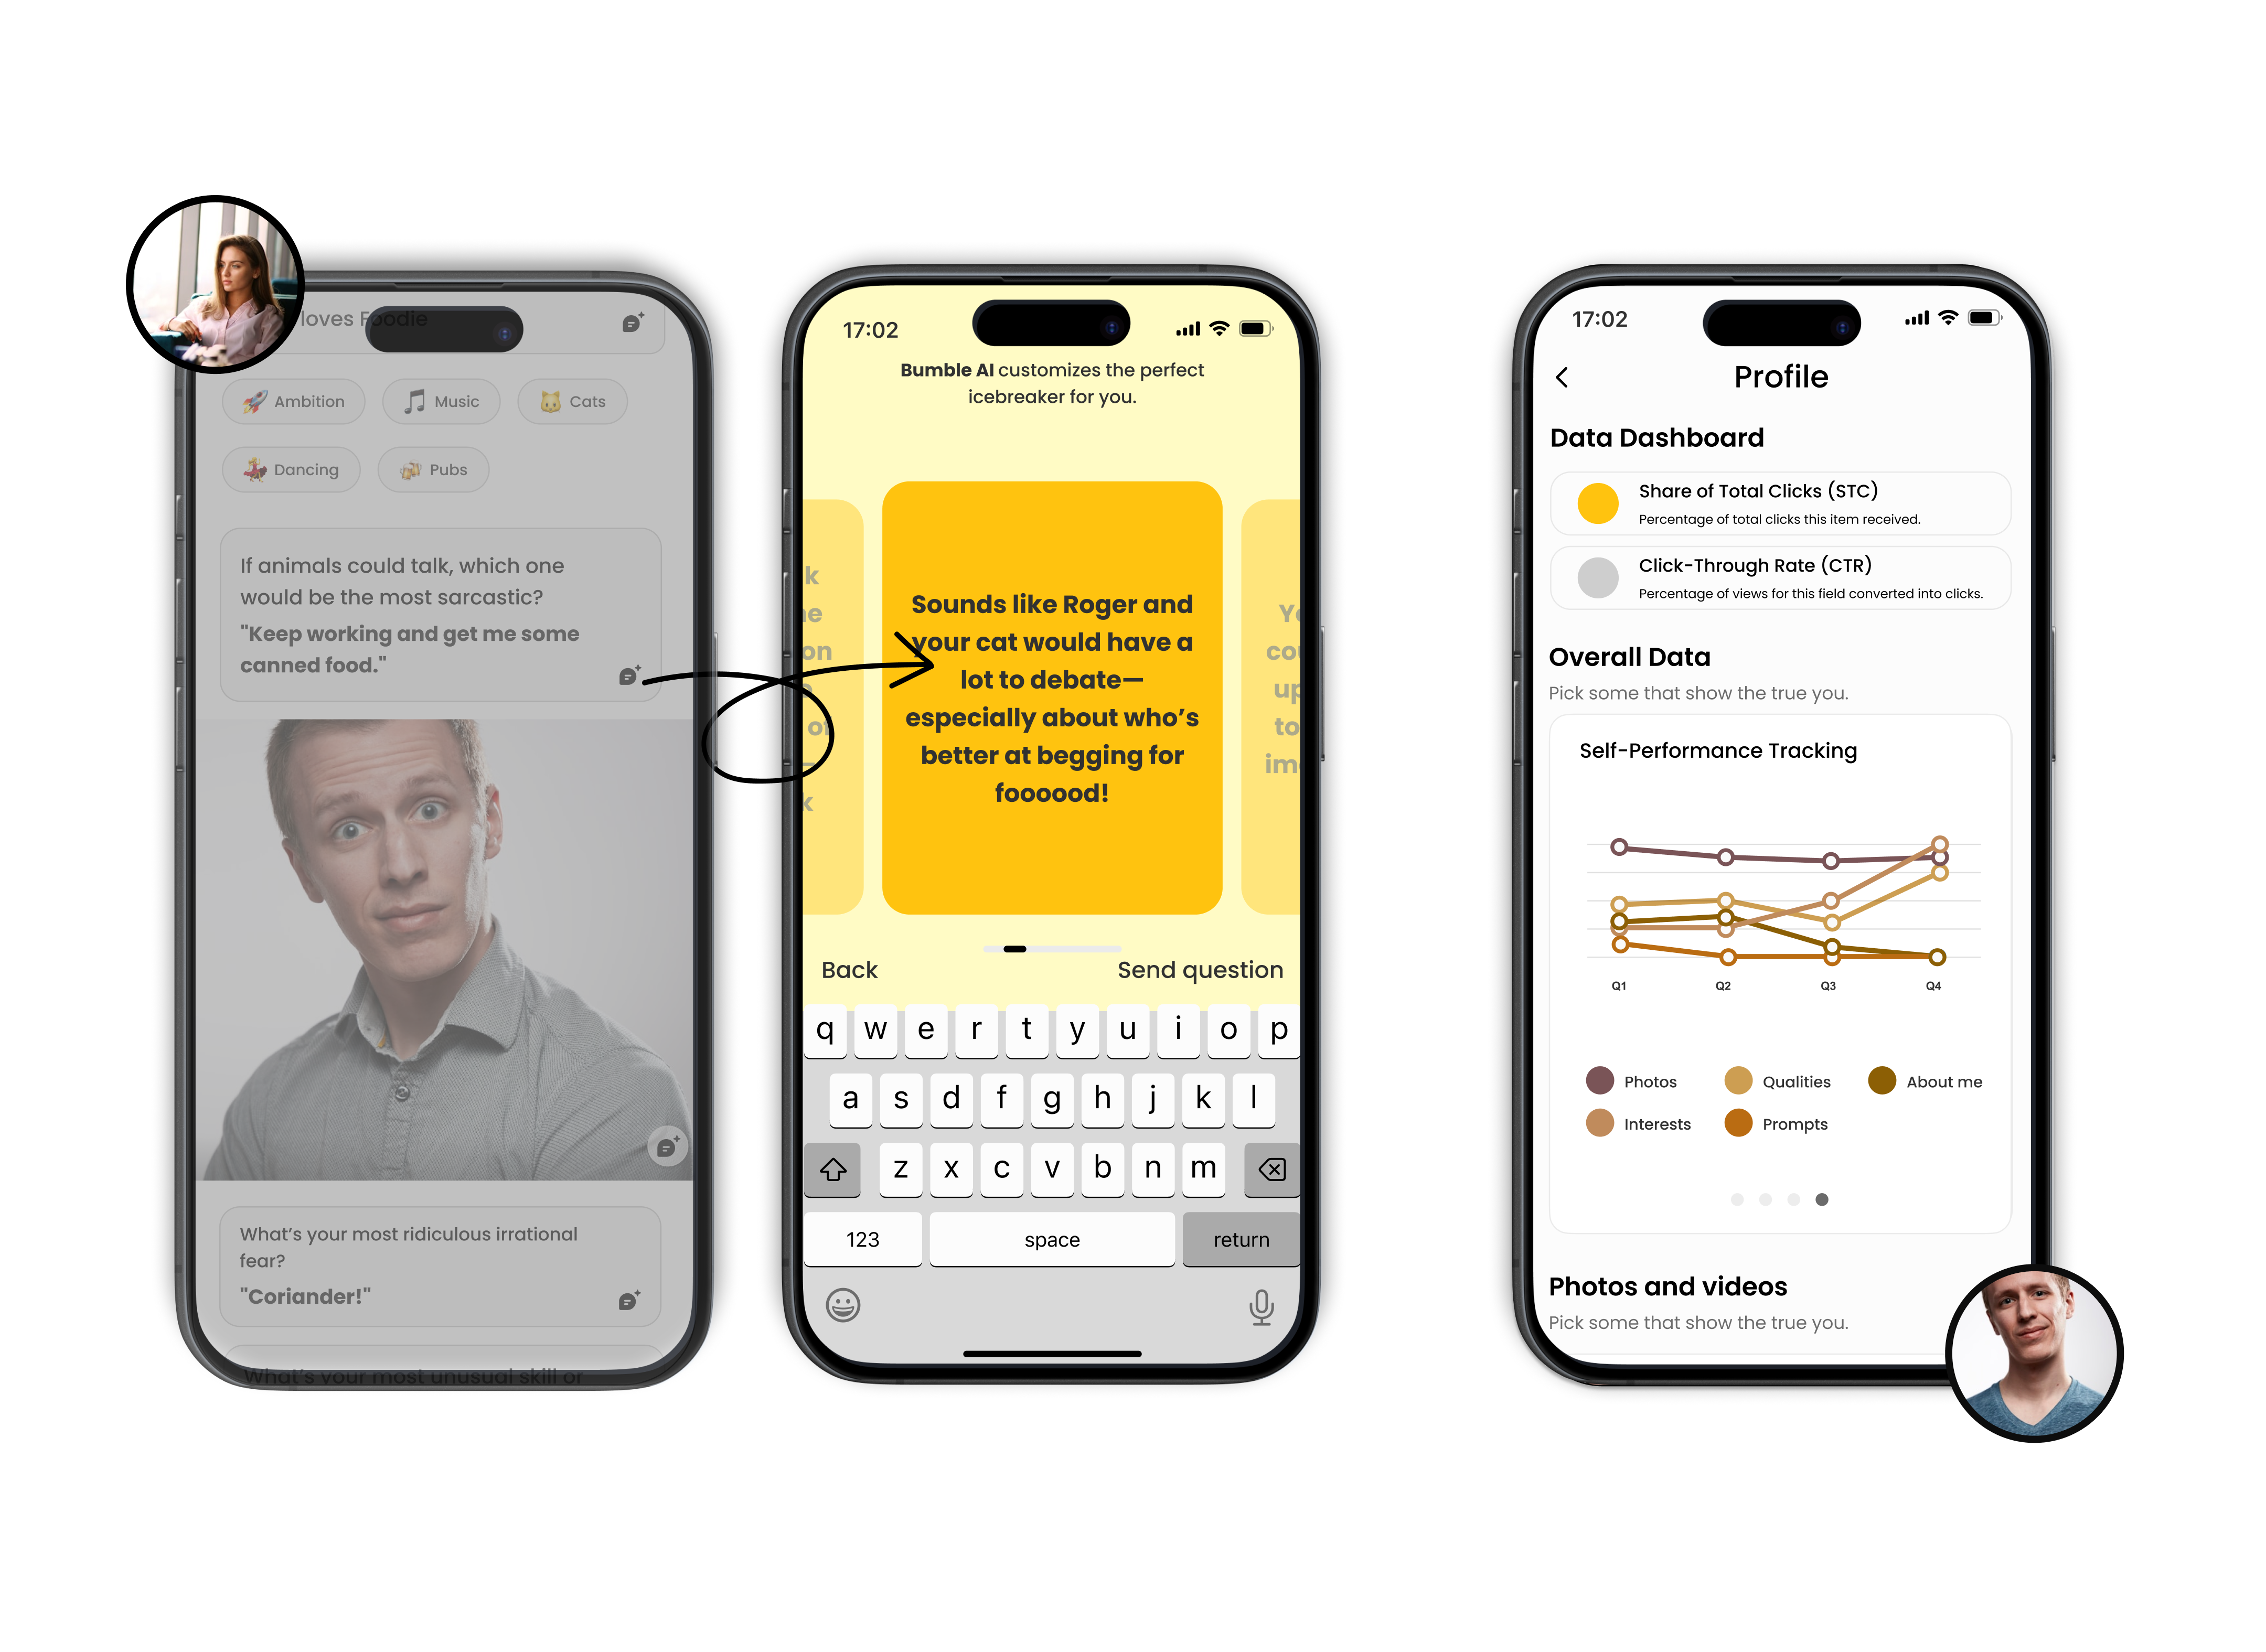 loves Foodie
Ambition
Music
Cats
Dancing
Pubs
If animals could talk, which one
would be the most sarcastic?
"Keep working and get me some
canned food."
What's your most ridiculous irrational
fear?
"Coriander!"
What's your most unusual skill or
17:02
Bumble AI customizes the perfect
icebreaker for you.
k
on
of
k
Sounds like Roger and
your cat would have a
lot to debate—
especially about who's
better at begging for
foooood!
up
to
Back
Send question
q w e r t y u i o p
a s d f g h j k l
z x c v b n m
123
space
return
17:02
Profile
Data Dashboard
Share of Total Clicks (STC)
Percentage of total clicks this item received.
Click-Through Rate (CTR)
Percentage of views for this field converted into clicks.
Overall Data
Pick some that show the true you.
Self-Performance Tracking
Q1 Q2 Q3 Q4
Photos
Qualities
About me
Interests
Prompts
Photos and videos
Pick some that show the true you.